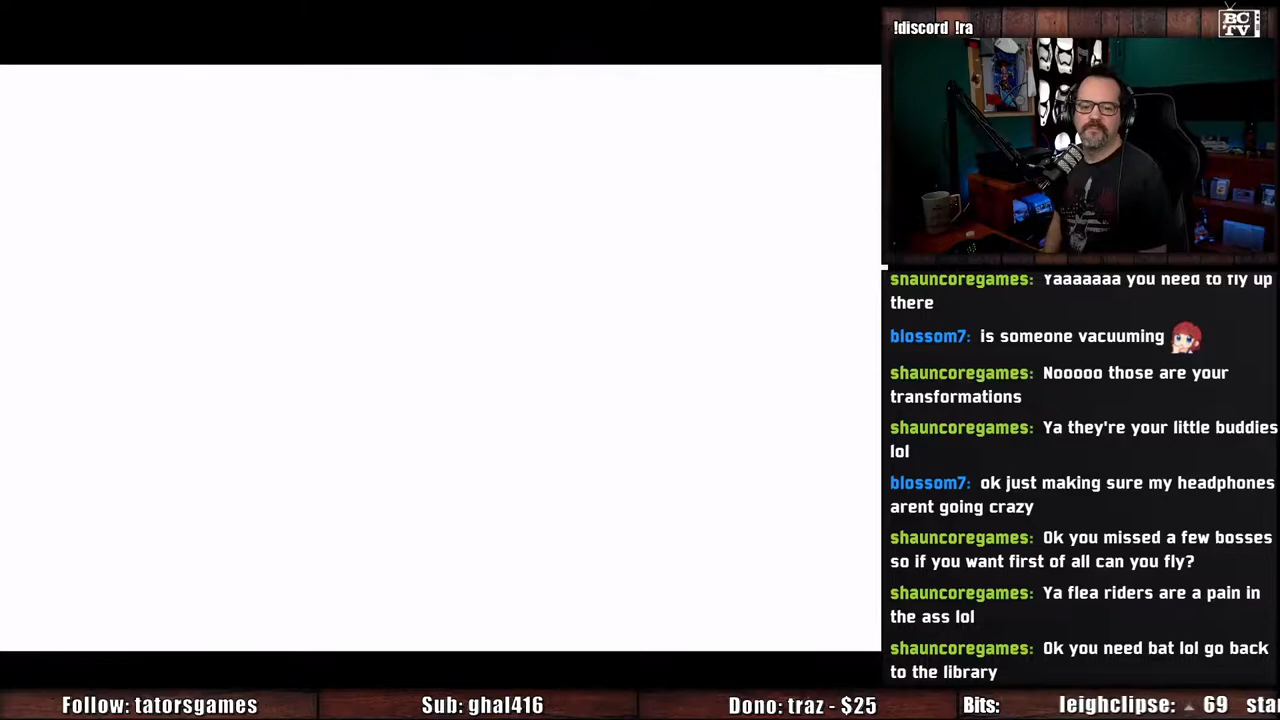 !discord !ra
BC
TV
shauncoregames: Yaaaaaaa you need to fly up
there
blossom7: is someone vacuuming
shauncoregames: Nooooo those are your
transformations
shauncoregames: Ya they're your little buddies
lol
blossom7: ok just making sure my headphones
arent going crazy
shauncoregames: Ok you missed a few bosses
so if you want first of all can you fly?
shauncoregames: Ya flea riders are a pain in
the ass lol
shauncoregames: Ok you need bat lol go back
to the library
Follow: tatorsgames Sub: ghal416 Dono: traz - $25 Bits: leighclipse: 69 sta